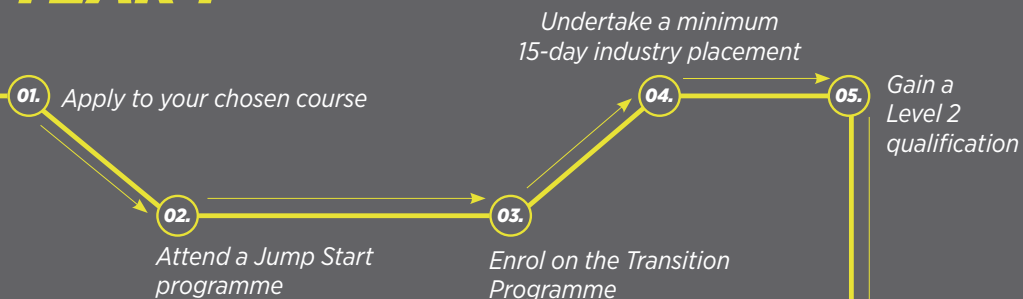 01.
Apply to your chosen course
02.
Attend a Jump Start
programme
03.
Enrol on the Transition
Programme
Undertake a minimum
15-day industry placement
04.
05.
Gain a
Level 2
qualification